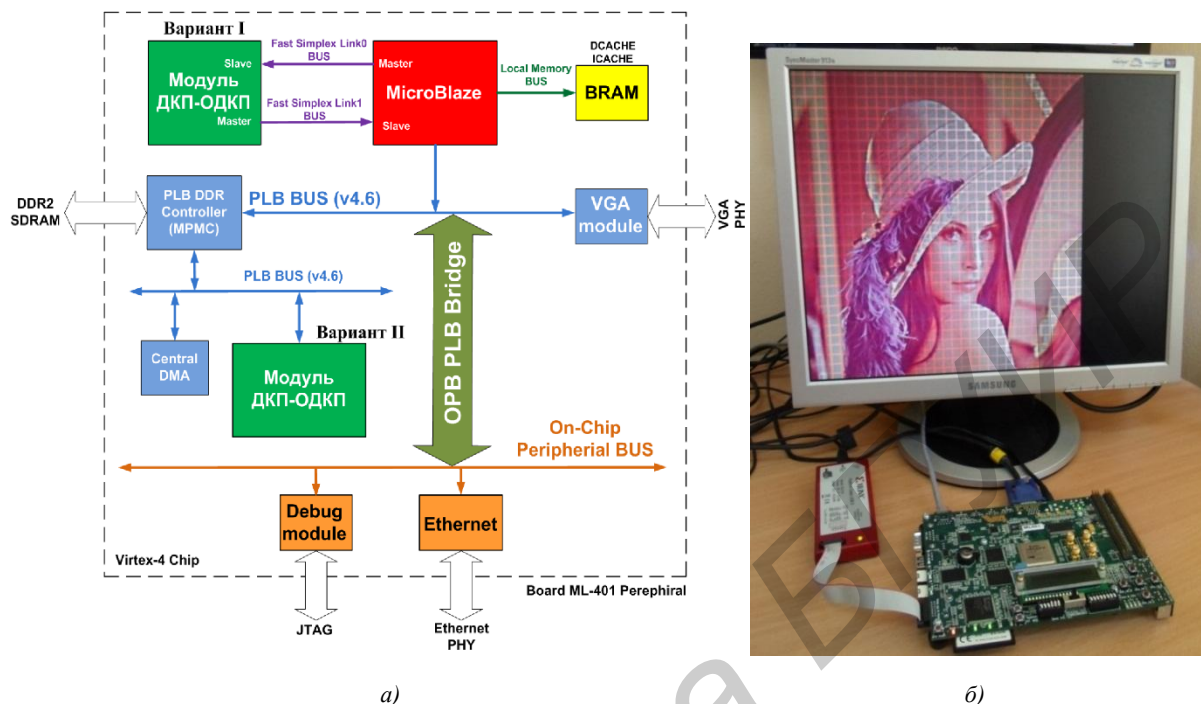 Вариант I
Fast Simplex Link0
BUS
Slave
Master
Модуль
ДКП-ОДКП
MicroBlaze
Fast Simplex Link1
BUS
Master
Slave
Local Memory
BUS
DCACHE
ICACHE
BRAM
DDR2
SDRAM
PLB DDR
Controller
(MPMC)
PLB BUS (v4.6)
VGA
module
VGA
PHY
PLB BUS (v4.6)
OPB PLB Bridge
Central
DMA
Вариант II
Модуль
ДКП-ОДКП
On-Chip
Peripherial BUS
Debug
module
Ethernet
Virtex-4 Chip
Board ML-401 Perephiral
JTAG
Ethernet
PHY
SyncMaster
SAMSUNG
XILINX
а)
б)